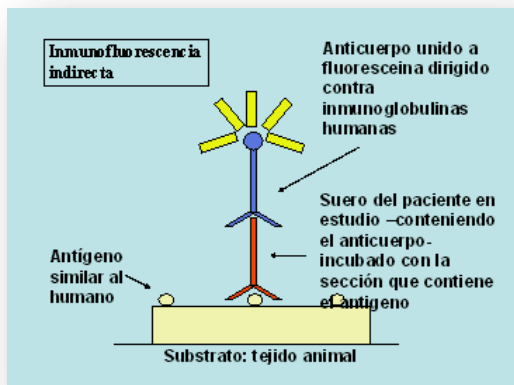 Inmunofluorescencia
indirecta
Anticuerpo unido a
fluoresceina dirigido
contra
inmunoglobulinas
humanas
Suero del paciente en
estudio –conteniendo
el anticuerpo-
incubado con la
sección que contiene
el antigeno
Antígeno
similar al
humano
Substrato: tejido animal